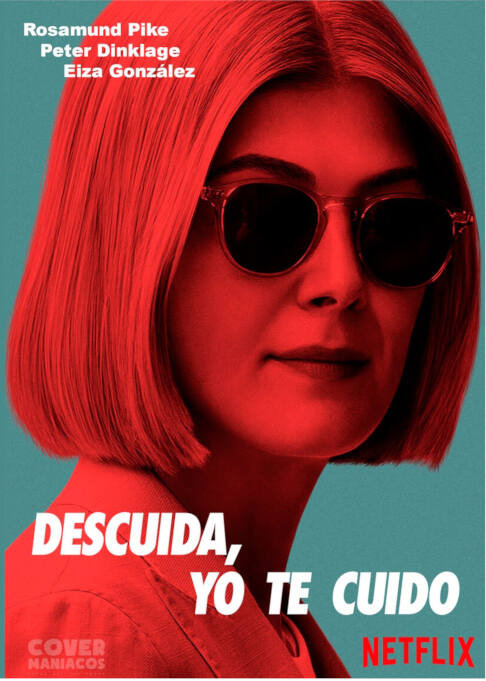 Rosamund Pike
Peter Dinklage
Eiza González
DESCUIDA,
YO TE CUIDO
COVER
MANIACOS
NETFLIX